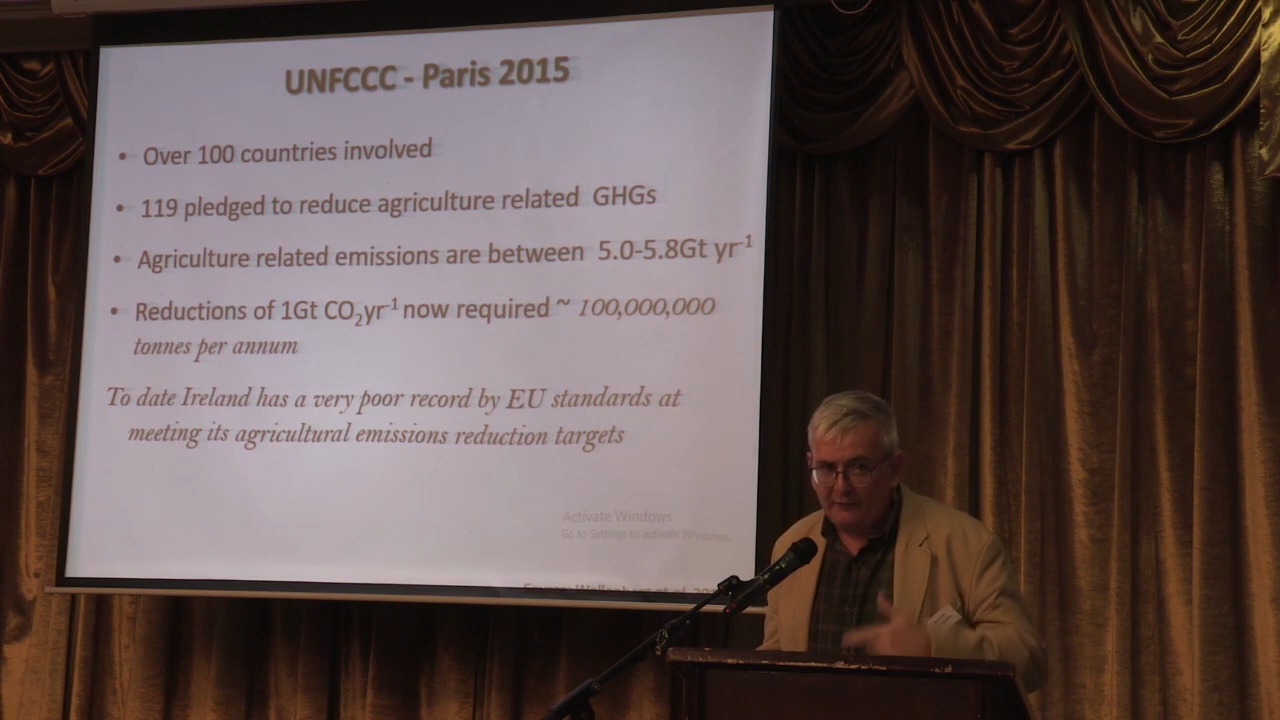 UNFCCC - Paris 2015
• Over 100 countries involved
• 119 pledged to reduce agriculture related GHGs
• Agriculture related emissions are between 5.0-5.8Gt yr-1
• Reductions of 1Gt CO2yr-1 now required ~ 100,000,000
tonnes per annum
To date Ireland has a very poor record by EU standards at
meeting its agricultural emissions reduction targets
Activate Windows
Go to Settings to activate Windows.